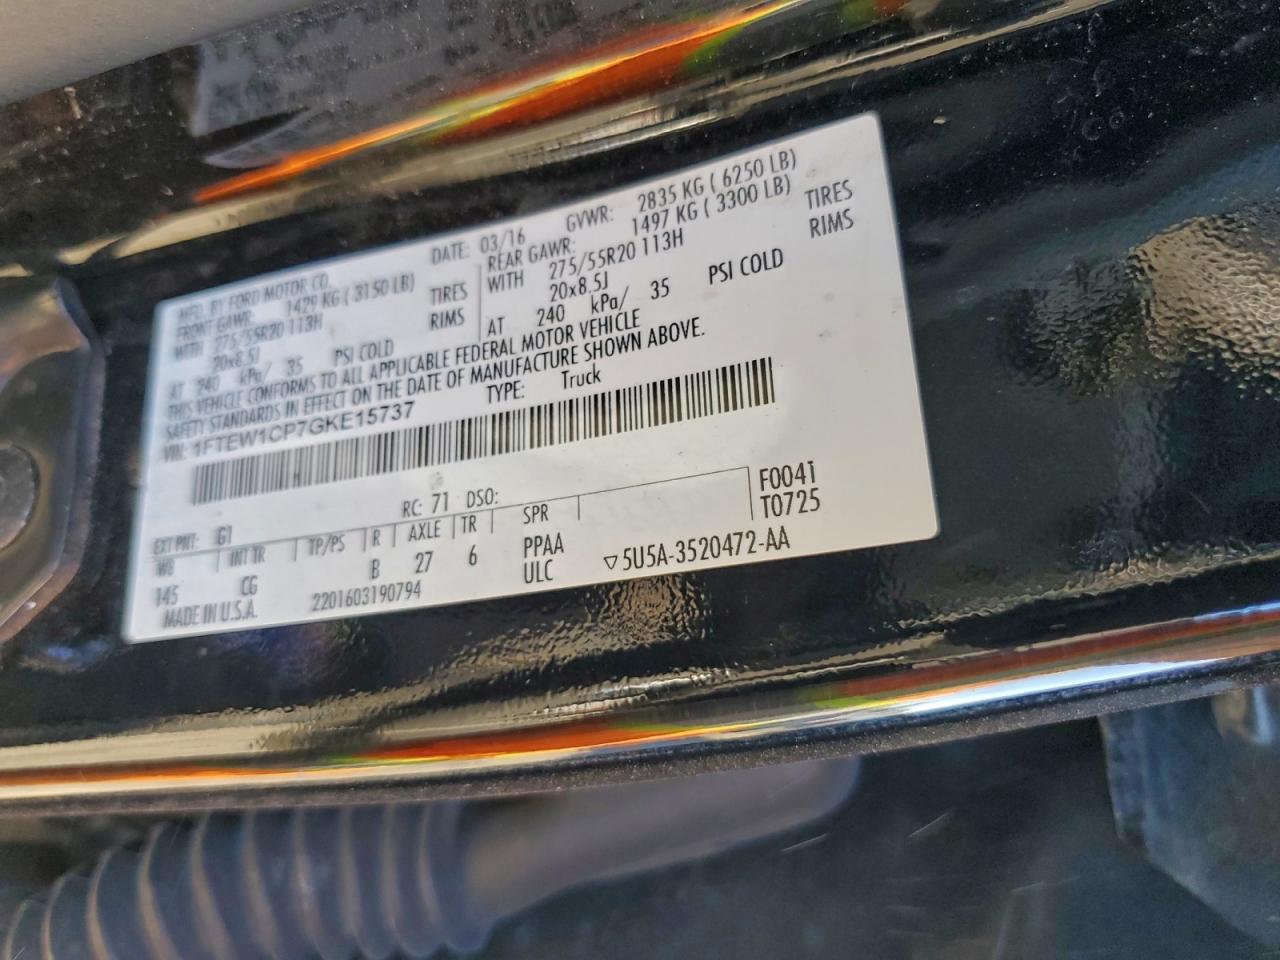 MFD. BY FORD MOTOR CO.
DATE: 03/16 GVWR: 2835 KG ( 6250 LB)
FRONT GAWR: 1429 KG ( 3150 LB) REAR GAWR: 1497 KG ( 3300 LB)
WITH 275/55R20 113H TIRES WITH 275/55R20 113H TIRES
20x8.5J RIMS 20x8.5J RIMS
AT 240 kPa/ 35 PSI COLD AT 240 kPa/ 35 PSI COLD
THIS VEHICLE CONFORMS TO ALL APPLICABLE FEDERAL MOTOR VEHICLE
SAFETY STANDARDS IN EFFECT ON THE DATE OF MANUFACTURE SHOWN ABOVE.
VIN: 1FTEW1CP7GKE15737 TYPE: Truck
F0041
T0725
EXT PNT: G1 RC: 71 DSO:
WB INT TR TP/PS R AXLE TR SPR
145 CG B 27 6 PPAA
ULC
MADE IN U.S.A. 2201603190794 ▽5U5A-3520472-AA